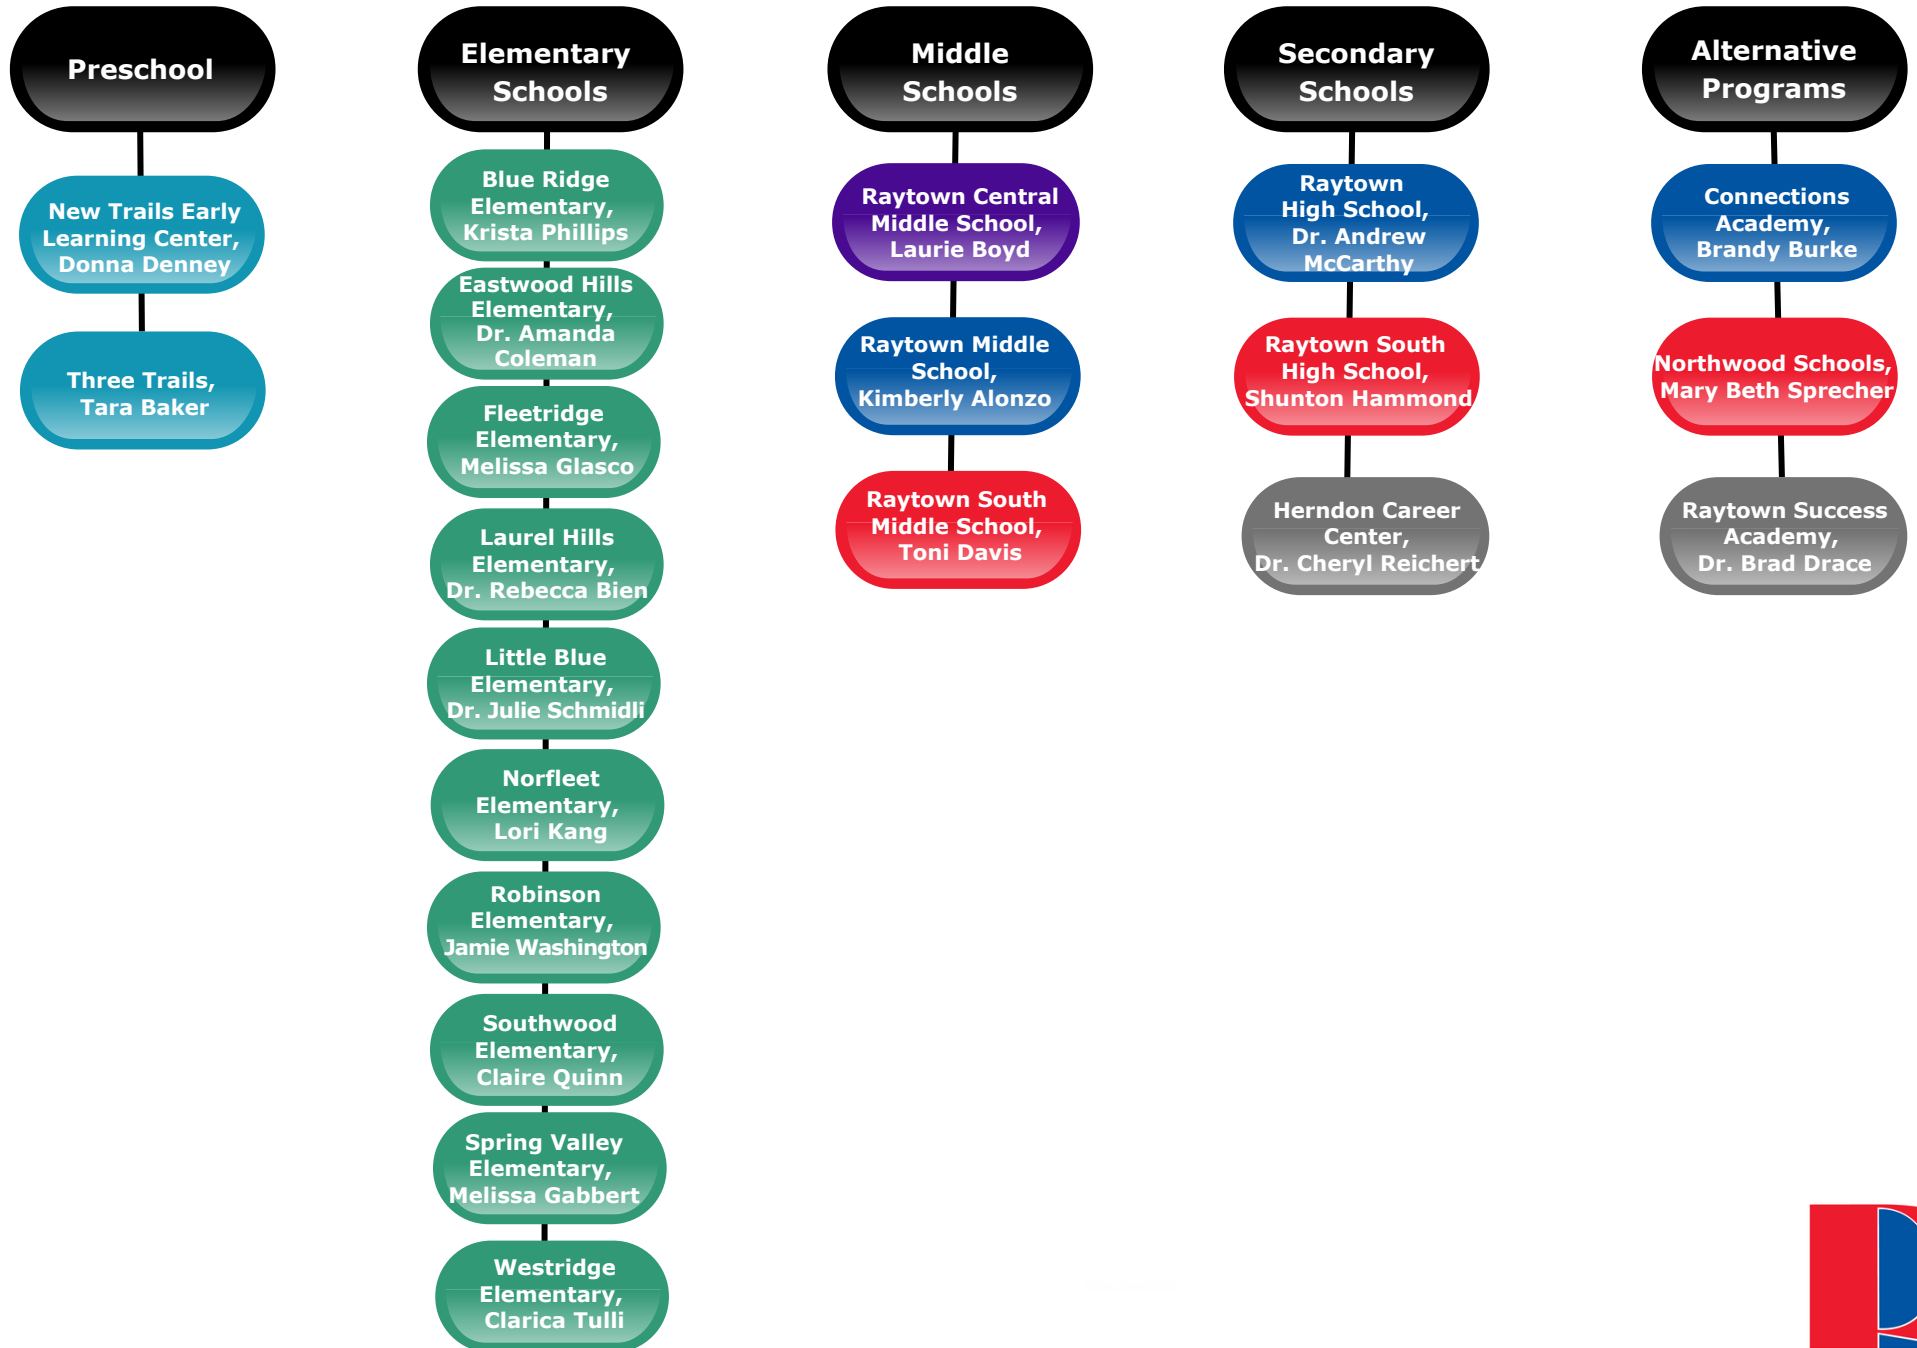 Preschool
New Trails Early
Learning Center,
Donna Denney
Three Trails,
Tara Baker
Elementary
Schools
Blue Ridge
Elementary,
Krista Phillips
Eastwood Hills
Elementary,
Dr. Amanda
Coleman
Fleetridge
Elementary,
Melissa Glasco
Laurel Hills
Elementary,
Dr. Rebecca Bien
Little Blue
Elementary,
Dr. Julie Schmidli
Norfleet
Elementary,
Lori Kang
Robinson
Elementary,
Jamie Washington
Southwood
Elementary,
Claire Quinn
Spring Valley
Elementary,
Melissa Gabbert
Westridge
Elementary,
Clarica Tulli
Middle
Schools
Raytown Central
Middle School,
Laurie Boyd
Raytown Middle
School,
Kimberly Alonzo
Raytown South
Middle School,
Toni Davis
Secondary
Schools
Raytown
High School,
Dr. Andrew
McCarthy
Raytown South
High School,
Shunton Hammond
Herndon Career
Center,
Dr. Cheryl Reichert
Alternative
Programs
Connections
Academy,
Brandy Burke
Northwood Schools,
Mary Beth Sprecher
Raytown Success
Academy,
Dr. Brad Drace